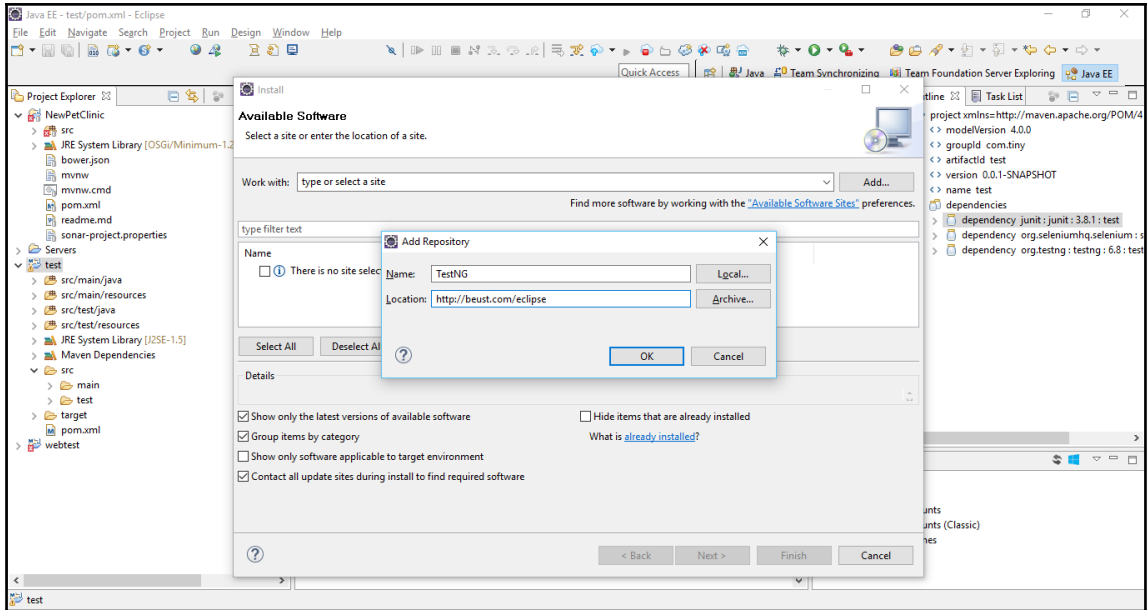 Java EE - test/pom.xml - Eclipse
File Edit Navigate Search Project Run Design Window Help
Quick Access Java Team Synchronizing Team Foundation Server Exploring Java EE
Project Explorer
NewPetClinic
src
JRE System Library [OSGi/Minimum-1.2
bower.json
mvnw
mvnw.cmd
pom.xml
readme.md
sonar-project.properties
Servers
test
src/main/java
src/main/resources
src/test/java
src/test/resources
JRE System Library [J2SE-1.5]
Maven Dependencies
src
main
test
target
pom.xml
webtest
Install
Available Software
Select a site or enter the location of a site.
Work with: type or select a site Add...
Find more software by working with the "Available Software Sites" preferences.
type filter text
Name
There is no site selec
Select All Deselect Al
Details
Show only the latest versions of available software
Hide items that are already installed
Group items by category
What is already installed?
Show only software applicable to target environment
Contact all update sites during install to find required software
? < Back Next > Finish Cancel
Add Repository
Name: TestNG Local...
Location: http://beust.com/eclipse Archive...
? OK Cancel
tline Task List
project xmlns=http://maven.apache.org/POM/4
<> modelVersion 4.0.0
<> groupId com.tiny
<> artifactId test
<> version 0.0.1-SNAPSHOT
<> name test
dependencies
dependency junit : junit : 3.8.1 : test
dependency org.seleniumhq.selenium : s
dependency org.testng : testng : 6.8 : test
unts
unts (Classic)
nes
test